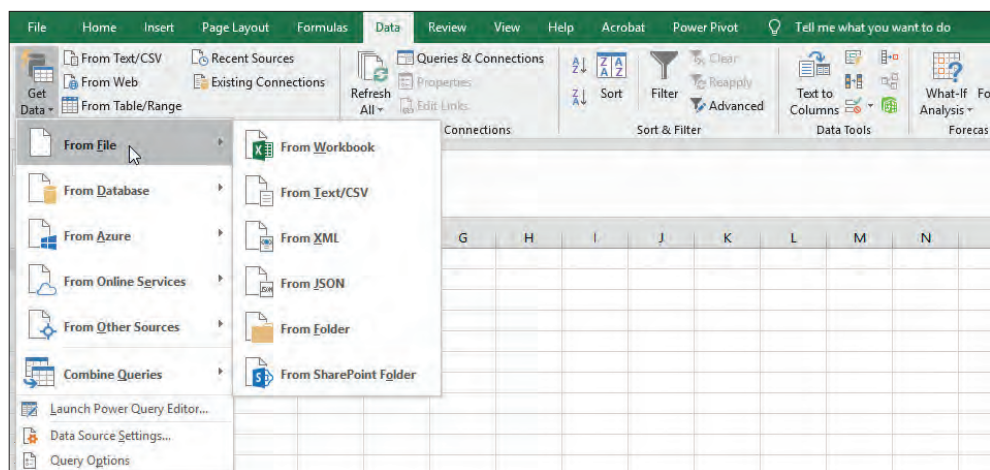 File Home Insert Page Layout Formulas Data Review View Help Acrobat Power Pivot Tell me what you want to do
From Text/CSV Recent Sources Queries & Connections Clear
From Web Existing Connections Properties Reapply
Get Data From Table/Range Refresh All Edit Links Sort Filter Advanced Text to Columns What-If Analysis
Connections Sort & Filter Data Tools Forecas
From File
From Database
From Azure
From Online Services
From Other Sources
Combine Queries
Launch Power Query Editor...
Data Source Settings...
Query Options
From Workbook
From Text/CSV
From XML
From JSON
From Folder
From SharePoint Folder
G H I J K L M N